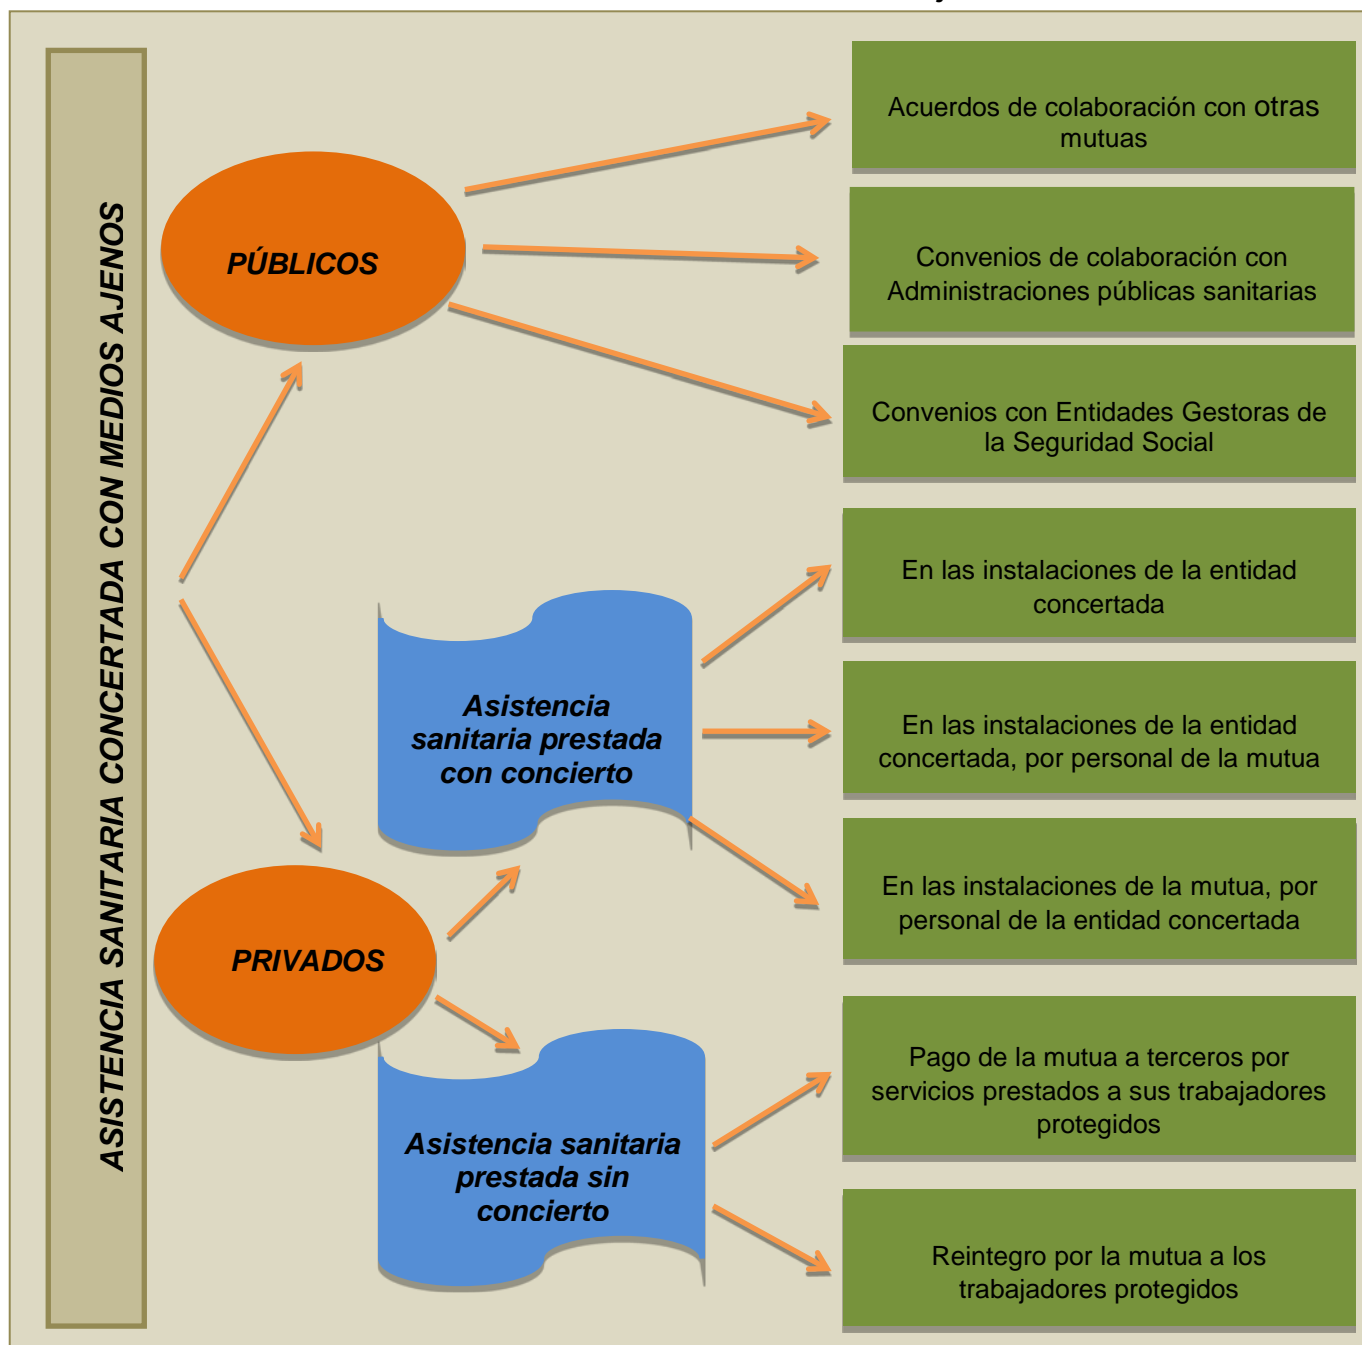 ASISTENCIA SANITARIA CONCERTADA CON MEDIOS AJENOS
PÚBLICOS
Acuerdos de colaboración con otras
mutuas
Convenios de colaboración con
Administraciones públicas sanitarias
Convenios con Entidades Gestoras de
la Seguridad Social
PRIVADOS
Asistencia
sanitaria prestada
con concierto
En las instalaciones de la entidad
concertada
En las instalaciones de la entidad
concertada, por personal de la mutua
En las instalaciones de la mutua, por
personal de la entidad concertada
Asistencia sanitaria
prestada sin
concierto
Pago de la mutua a terceros por
servicios prestados a sus trabajadores
protegidos
Reintegro por la mutua a los
trabajadores protegidos